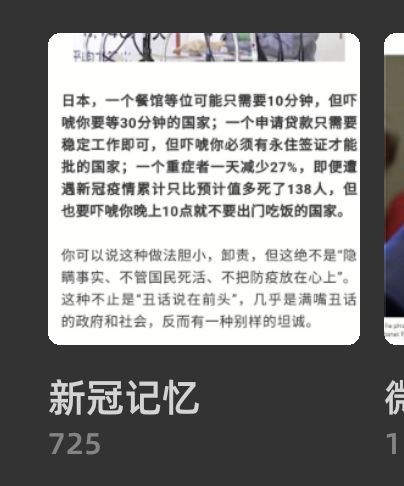 日本，一个餐馆等位可能只需要10分钟，但吓
唬你要等30分钟的国家；一个申请贷款只需要
稳定工作即可，但吓唬你必须有永住签证才能
批的国家；一个重症者一天减少27%，即便遭
遇新冠疫情累计只比预计值多死了138人，但
也要吓唬你晚上10点就不要出门吃饭的国家。
你可以说这种做法胆小，卸责，但这绝不是“隐
瞒事实、不管国民死活、不把防疫放在心上”。
这种不止是“丑话说在前头”，几乎是满嘴丑话
的政府和社会，反而有一种别样的坦诚。
新冠记忆
725
1